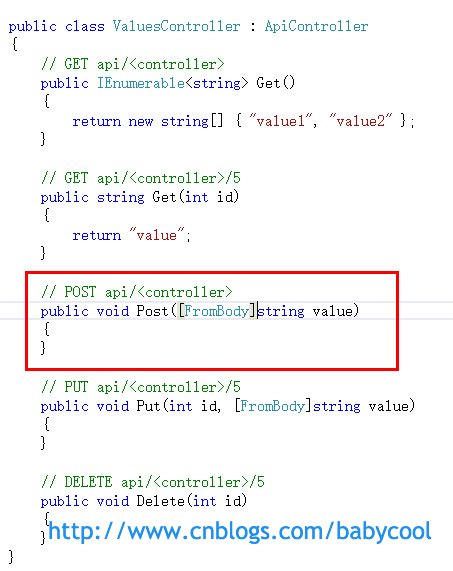 public class ValuesController : ApiController
{
    // GET api/<controller>
    public IEnumerable<string> Get()
    {
        return new string[] { "value1", "value2" };
    }

    // GET api/<controller>/5
    public string Get(int id)
    {
        return "value";
    }

    // POST api/<controller>
    public void Post([FromBody]string value)
    {
    }

    // PUT api/<controller>/5
    public void Put(int id, [FromBody]string value)
    {
    }

    // DELETE api/<controller>/5
    public void Delete(int id)
    {
    }
http://www.cnblogs.com/babycool
}